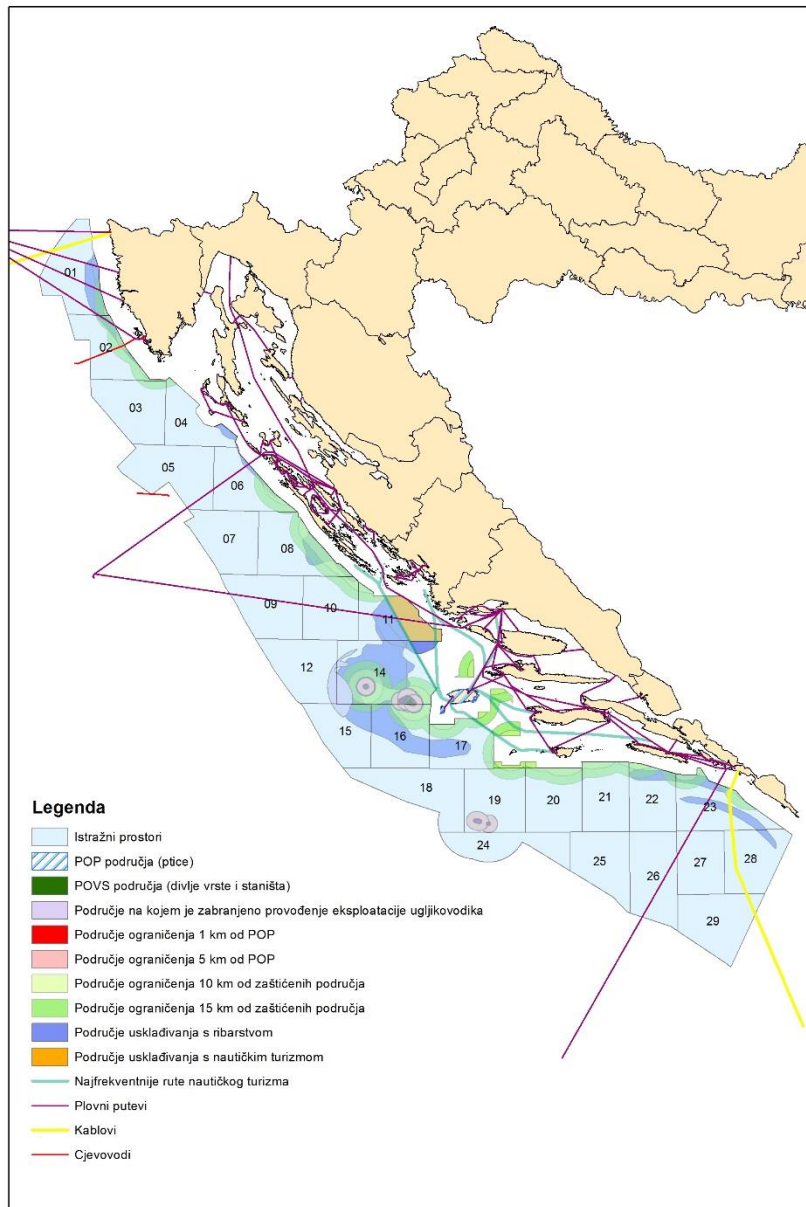 01
02
03
04
05
06
07
08
09
10
11
12
14
15
16
17
18
19
20
21
22
23
24
25
26
27
28
29
Legenda
Istražni prostori
POP područja (ptice)
POVS područja (divlje vrste i staništa)
Područje na kojem je zabranjeno provođenje eksploatacije ugljikovodika
Područje ograničenja 1 km od POP
Područje ograničenja 5 km od POP
Područje ograničenja 10 km od zaštićenih područja
Područje ograničenja 15 km od zaštićenih područja
Područje usklađivanja s ribarstvom
Područje usklađivanja s nautičkim turizmom
Najfrekventnije rute nautičkog turizma
Plovni putevi
Kablovi
Cjevovodi